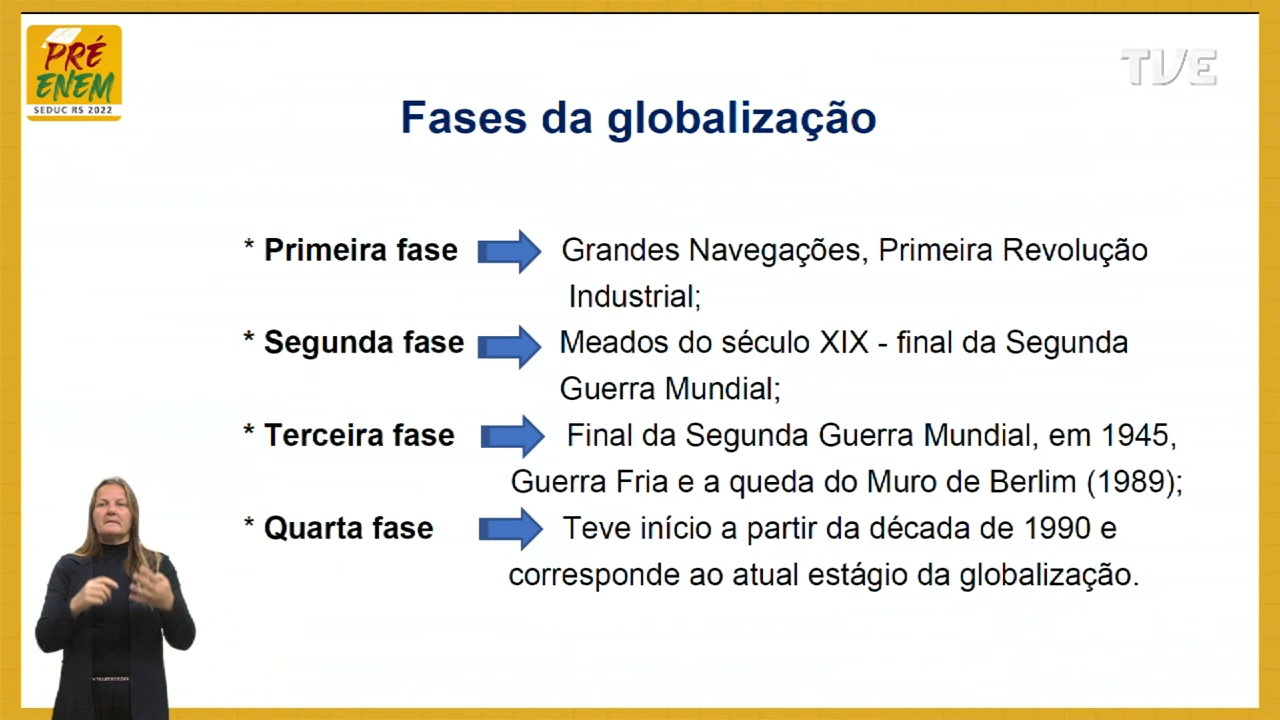 PRÉ
ENEM
SEDUC RS 2022
TVE
Fases da globalização
* Primeira fase Grandes Navegações, Primeira Revolução
Industrial;
* Segunda fase Meados do século XIX - final da Segunda
Guerra Mundial;
* Terceira fase Final da Segunda Guerra Mundial, em 1945,
Guerra Fria e a queda do Muro de Berlim (1989);
* Quarta fase Teve início a partir da década de 1990 e
corresponde ao atual estágio da globalização.